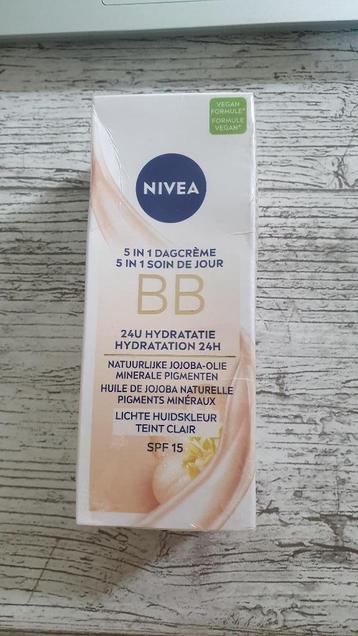 VEGAN
FORMULE*
FORMULE
VEGAN*
NIVEA
5 IN 1 DAGCRÈME
5 IN 1 SOIN DE JOUR
BB
24U HYDRATATIE
HYDRATATION 24H
NATUURLIJKE JOJOBA-OLIE
MINERALE PIGMENTEN
HUILE DE JOJOBA NATURELLE
PIGMENTS MINÉRAUX
LICHTE HUIDSKLEUR
TEINT CLAIR
SPF 15